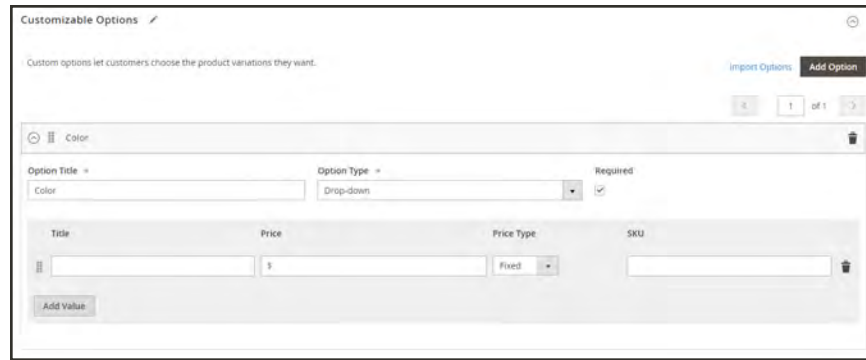 Customizable Options
Custom options let customers choose the product variations they want.
Import Options Add Option
1 of 1
Color
Option Title * Option Type * Required
Color Drop-down
Title Price Price Type SKU
$ Fixed
Add Value